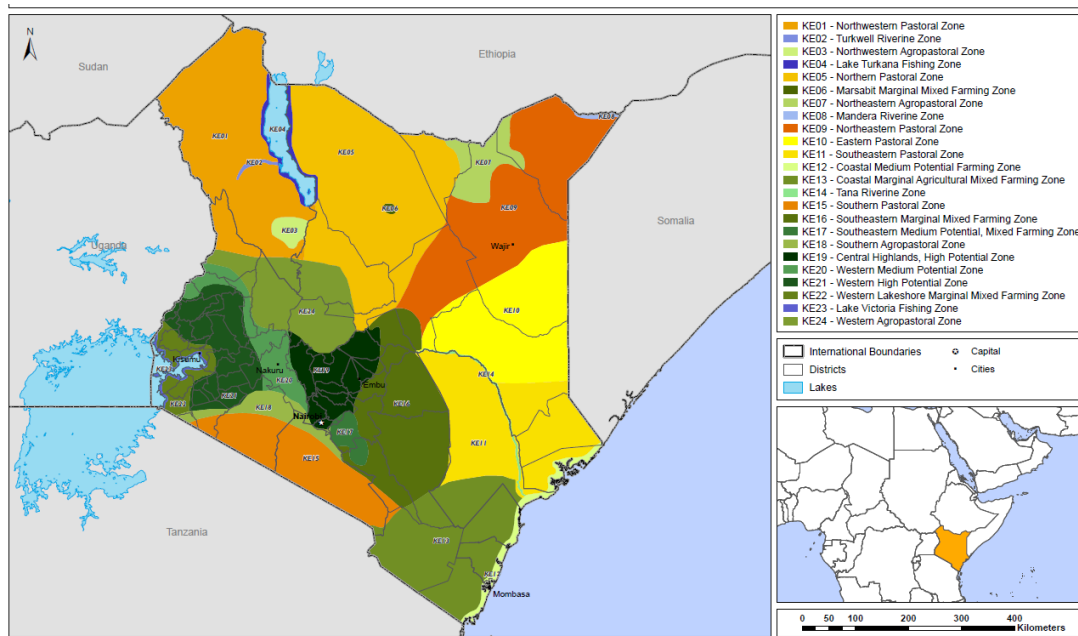 N
Sudan
Ethiopia
Uganda
Somalia
Tanzania
KE01
KE02
KE03
KE04
KE05
KE06
KE07
KE08
KE09
Wajir
KE10
KE24
KE14
Kisumu
Nakuru
KE20
KE19
Embu
KE21
KE18
Nairobi
KE16
KE11
KE15
KE13
Mombasa
KE01 - Northwestern Pastoral Zone
KE02 - Turkwell Riverine Zone
KE03 - Northwestern Agropastoral Zone
KE04 - Lake Turkana Fishing Zone
KE05 - Northern Pastoral Zone
KE06 - Marsabit Marginal Mixed Farming Zone
KE07 - Northeastern Agropastoral Zone
KE08 - Mandera Riverine Zone
KE09 - Northeastern Pastoral Zone
KE10 - Eastern Pastoral Zone
KE11 - Southeastern Pastoral Zone
KE12 - Coastal Medium Potential Farming Zone
KE13 - Coastal Marginal Agricultural Mixed Farming Zone
KE14 - Tana Riverine Zone
KE15 - Southern Pastoral Zone
KE16 - Southeastern Marginal Mixed Farming Zone
KE17 - Southeastern Medium Potential, Mixed Farming Zone
KE18 - Southern Agropastoral Zone
KE19 - Central Highlands, High Potential Zone
KE20 - Western Medium Potential Zone
KE21 - Western High Potential Zone
KE22 - Western Lakeshore Marginal Mixed Farming Zone
KE23 - Lake Victoria Fishing Zone
KE24 - Western Agropastoral Zone
International Boundaries
Capital
Districts
Cities
Lakes
0 50 100 200 300 400
Kilometers